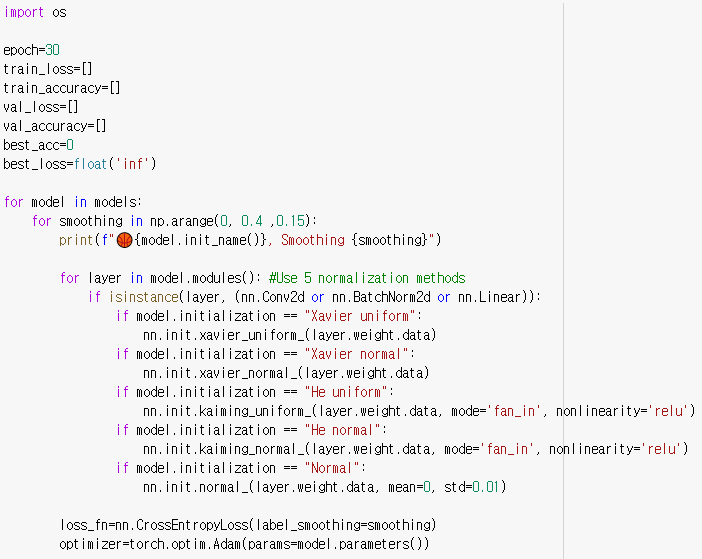 import os

epoch=30
train_loss=[]
train_accuracy=[]
val_loss=[]
val_accuracy=[]
best_acc=0
best_loss=float('inf')

for model in models:
    for smoothing in np.arange(0, 0.4 ,0.15):
        print(f"🏀{model.init_name()}, Smoothing {smoothing}")

        for layer in model.modules(): #Use 5 normalization methods
            if isinstance(layer, (nn.Conv2d or nn.BatchNorm2d or nn.Linear)):
                if model.initialization == "Xavier uniform":
                    nn.init.xavier_uniform_(layer.weight.data)
                if model.initialization == "Xavier normal":
                    nn.init.xavier_normal_(layer.weight.data)
                if model.initialization == "He uniform":
                    nn.init.kaiming_uniform_(layer.weight.data, mode='fan_in', nonlinearity='relu')
                if model.initialization == "He normal":
                    nn.init.kaiming_normal_(layer.weight.data, mode='fan_in', nonlinearity='relu')
                if model.initialization == "Normal":
                    nn.init.normal_(layer.weight.data, mean=0, std=0.01)

        loss_fn=nn.CrossEntropyLoss(label_smoothing=smoothing)
        optimizer=torch.optim.Adam(params=model.parameters())